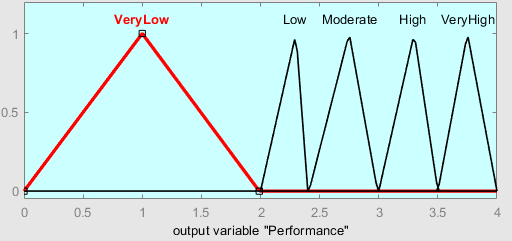 VeryLow Low Moderate High VeryHigh
1
0.5
0
0 0.5 1 1.5 2 2.5 3 3.5 4
output variable "Performance"